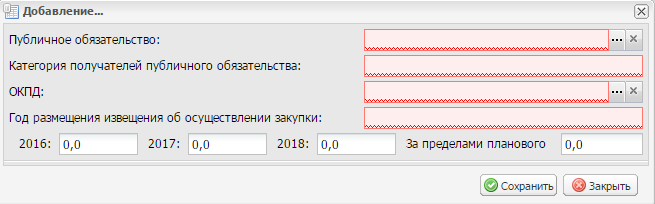 Добавление...
Публичное обязательство: ...
Категория получателей публичного обязательства:
ОКПД: ...
Год размещения извещения об осуществлении закупки:
2016: 0,0 2017: 0,0 2018: 0,0 За пределами планового 0,0
Сохранить Закрыть